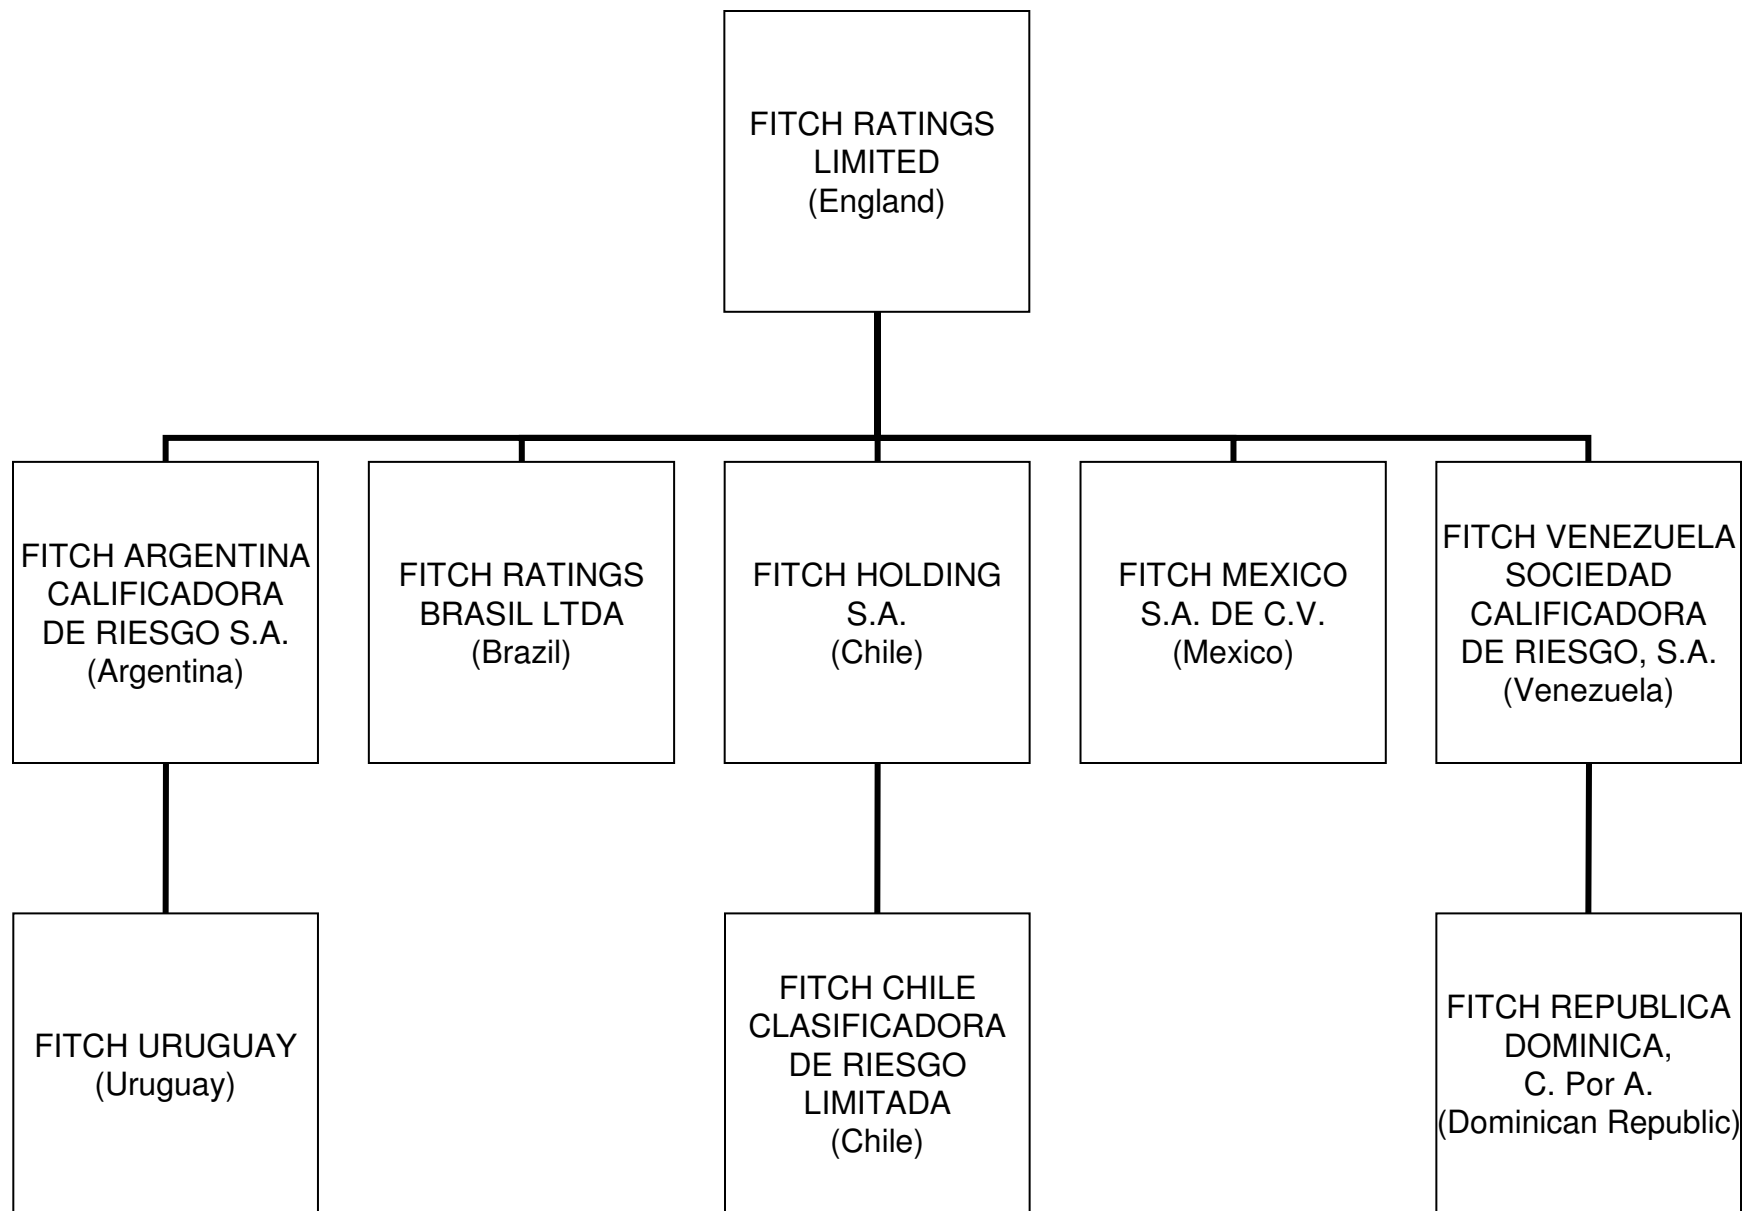 FITCH RATINGS
LIMITED
(England)
FITCH ARGENTINA
CALIFICADORA
DE RIESGO S.A.
(Argentina)
FITCH RATINGS
BRASIL LTDA
(Brazil)
FITCH HOLDING
S.A.
(Chile)
FITCH MEXICO
S.A. DE C.V.
(Mexico)
FITCH VENEZUELA
SOCIEDAD
CALIFICADORA
DE RIESGO, S.A.
(Venezuela)
FITCH URUGUAY
(Uruguay)
FITCH CHILE
CLASIFICADORA
DE RIESGO
LIMITADA
(Chile)
FITCH REPUBLICA
DOMINICA,
C. Por A.
(Dominican Republic)